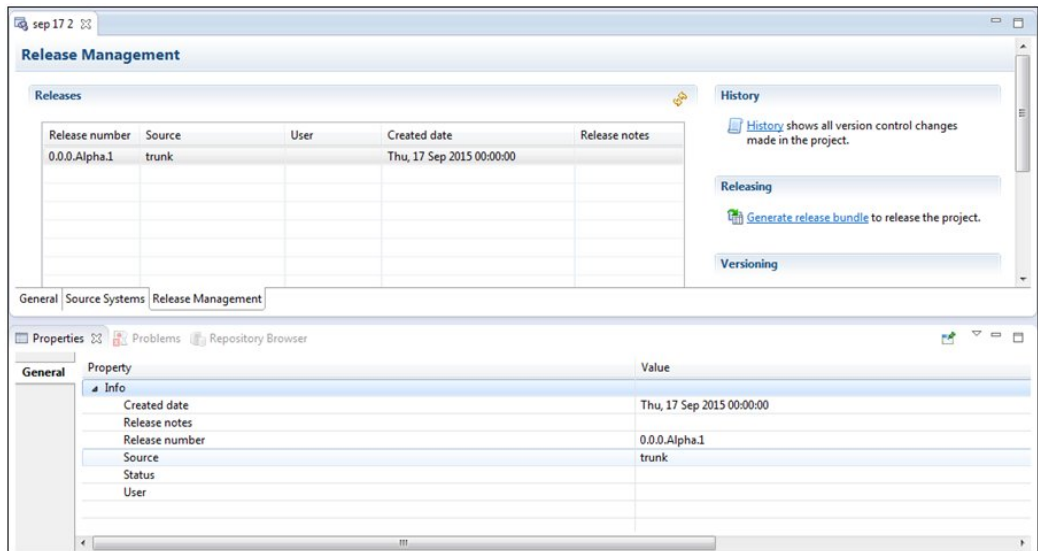 sep 17 2
Release Management
Releases
Release number Source User Created date Release notes
0.0.0.Alpha.1 trunk Thu, 17 Sep 2015 00:00:00
History
History shows all version control changes
made in the project.
Releasing
Generate release bundle to release the project.
Versioning
General Source Systems Release Management
Properties Problems Repository Browser
General
Property Value
Info
Created date Thu, 17 Sep 2015 00:00:00
Release notes
Release number 0.0.0.Alpha.1
Source trunk
Status
User